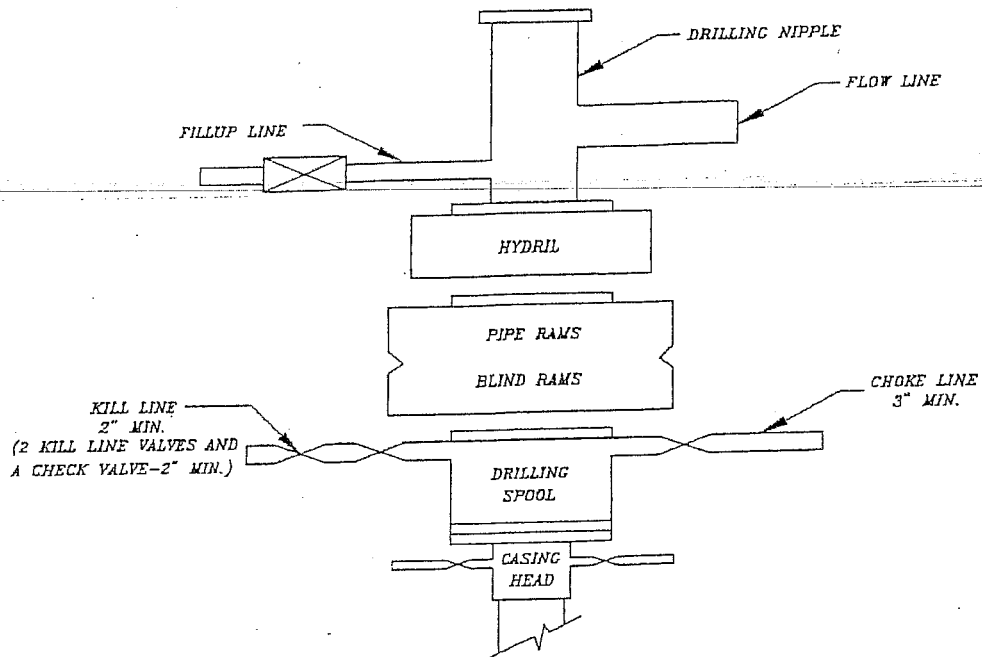 DRILLING NIPPLE
FLOW LINE
FILLUP LINE
HYDRIL
PIPE RAMS
BLIND RAMS
KILL LINE
2" MIN.
(2 KILL LINE VALVES AND
A CHECK VALVE-2" MIN.)
CHOKE LINE
3" MIN.
DRILLING
SPOOL
CASING
HEAD